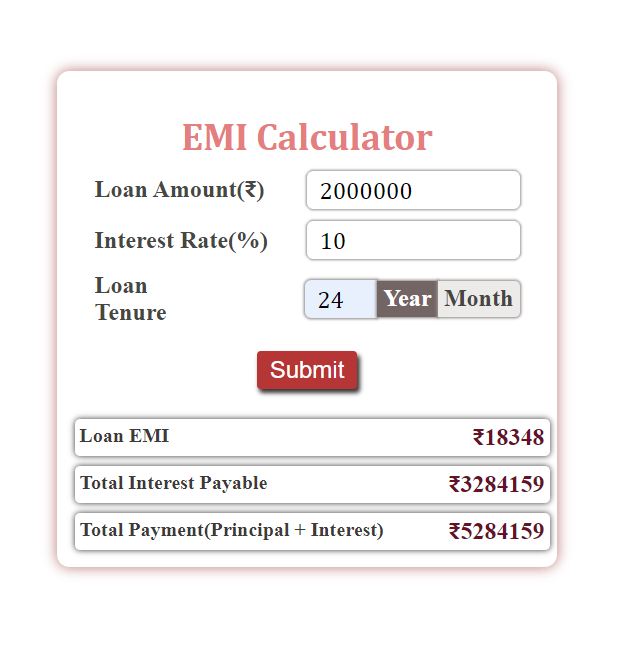 EMI Calculator
Loan Amount(₹) 2000000
Interest Rate(%) 10
Loan
Tenure
24 Year Month
Submit
Loan EMI ₹18348
Total Interest Payable ₹3284159
Total Payment(Principal + Interest) ₹5284159